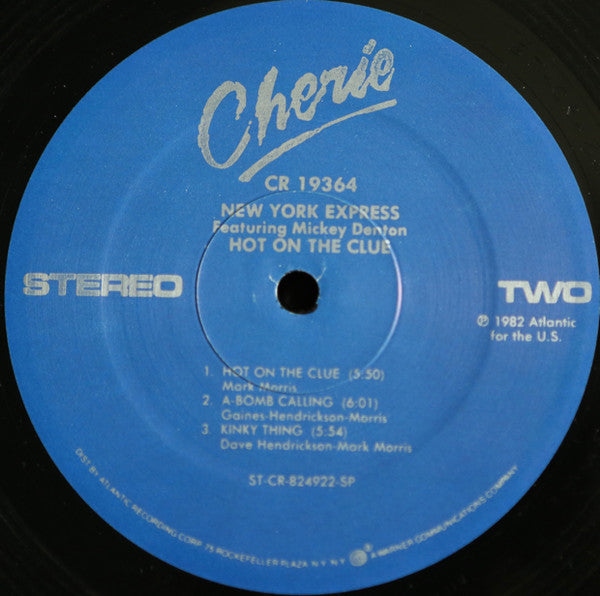 Cherie
CR 19364
NEW YORK EXPRESS
Featuring Mickey Denton
HOT ON THE CLUE
STEREO
TWO
℗ 1982 Atlantic
for the U.S.
1. HOT ON THE CLUE (5:50)
Mark Morris
2. A-BOMB CALLING (6:01)
Gaines-Hendrickson-Morris
3. KINKY THING (5:54)
Dave Hendrickson-Mark Morris
ST-CR-824922-SP
DIST. BY ATLANTIC RECORDING CORP. 75 ROCKEFELLER PLAZA N.Y. N.Y. A WARNER COMMUNICATIONS COMPANY